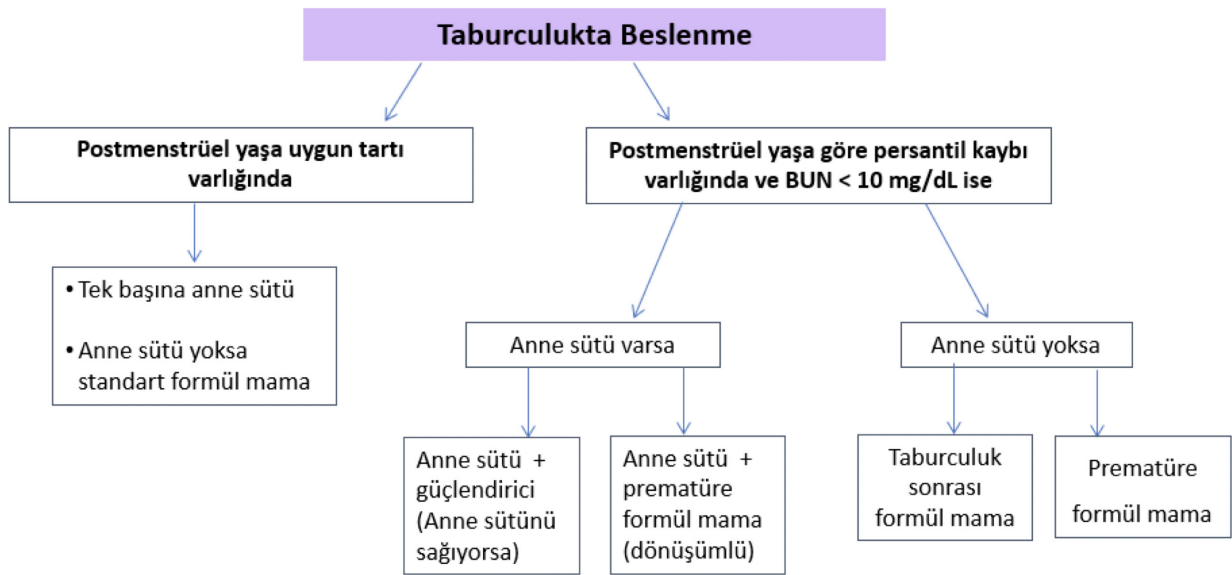 Taburculukta Beslenme
Postmenstrüel yaşa uygun tartı
varlığında
Postmenstrüel yaşa göre persantil kaybı
varlığında ve BUN < 10 mg/dL ise
• Tek başına anne sütü
• Anne sütü yoksa
standart formül mama
Anne sütü varsa
Anne sütü yoksa
Anne sütü +
güçlendirici
(Anne sütünü
sağıyorsa)
Anne sütü +
prematüre
formül mama
(dönüşümlü)
Taburculuk
sonrası
formül mama
Prematüre
formül mama